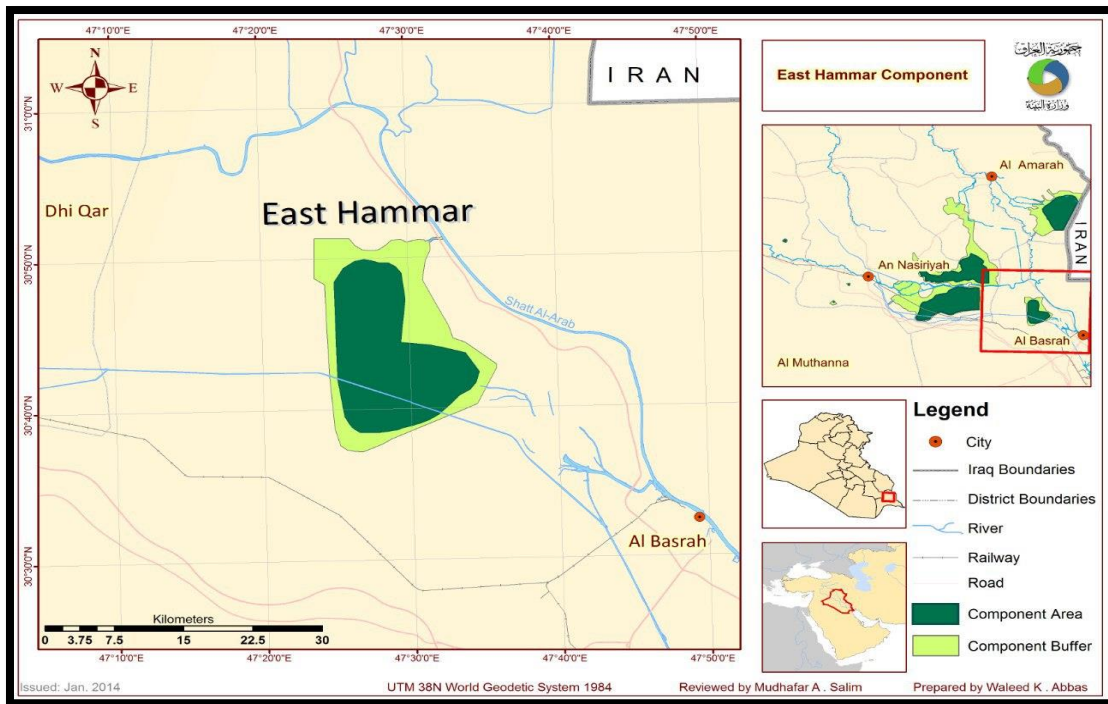 47°10'0"E 47°20'0"E 47°30'0"E 47°40'0"E 47°50'0"E
N
W E
S
IRAN
31°0'0"N
30°50'0"N
30°40'0"N
30°30'0"N
Dhi Qar
East Hammar
Shatt Al-Arab
Al Basrah
Kilometers
0 3.75 7.5 15 22.5 30
47°10'0"E 47°20'0"E 47°30'0"E 47°40'0"E 47°50'0"E
East Hammar Component
جمهورية العراق
وزارة البيئة
Al Amarah
IRAN
An Nasiriyah
Al Basrah
Al Muthanna
Legend
City
Iraq Boundaries
District Boundaries
River
Railway
Road
Component Area
Component Buffer
Issued: Jan. 2014
UTM 38N World Geodetic System 1984
Reviewed by Mudhafar A . Salim
Prepared by Waleed K . Abbas